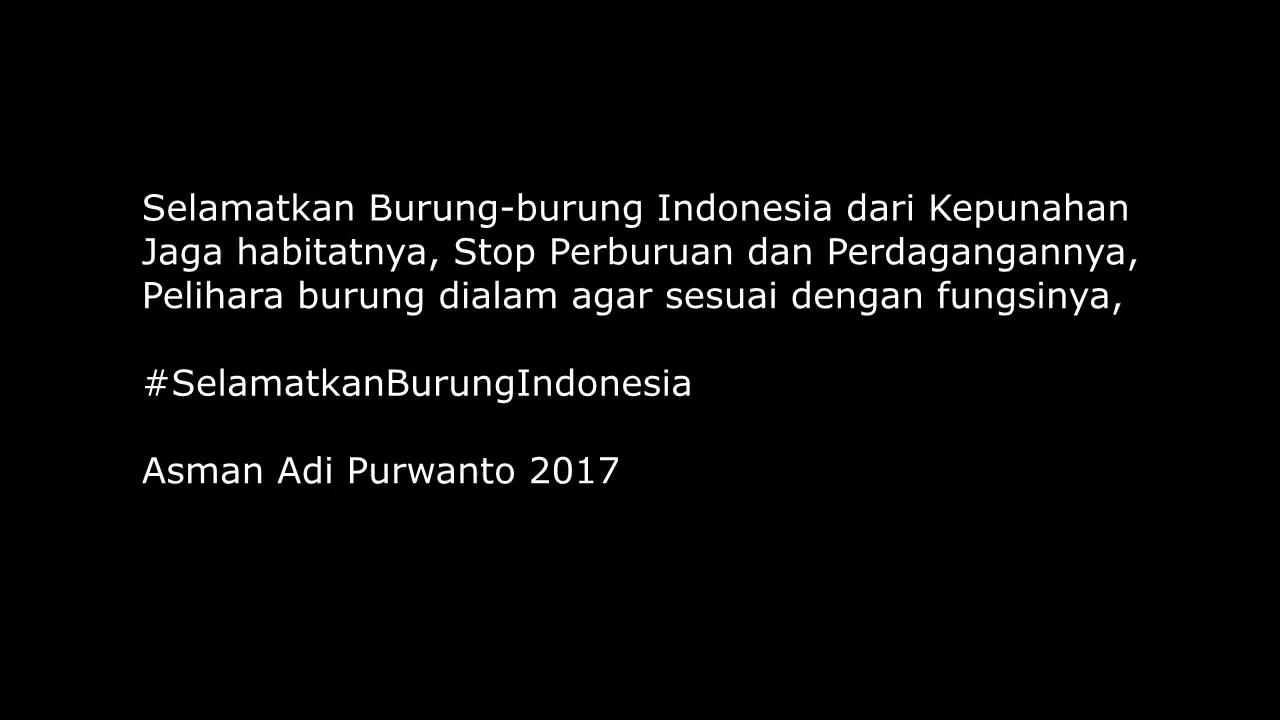 Selamatkan Burung-burung Indonesia dari Kepunahan
Jaga habitatnya, Stop Perburuan dan Perdagangannya,
Pelihara burung dialam agar sesuai dengan fungsinya,
#SelamatkanBurungIndonesia
Asman Adi Purwanto 2017